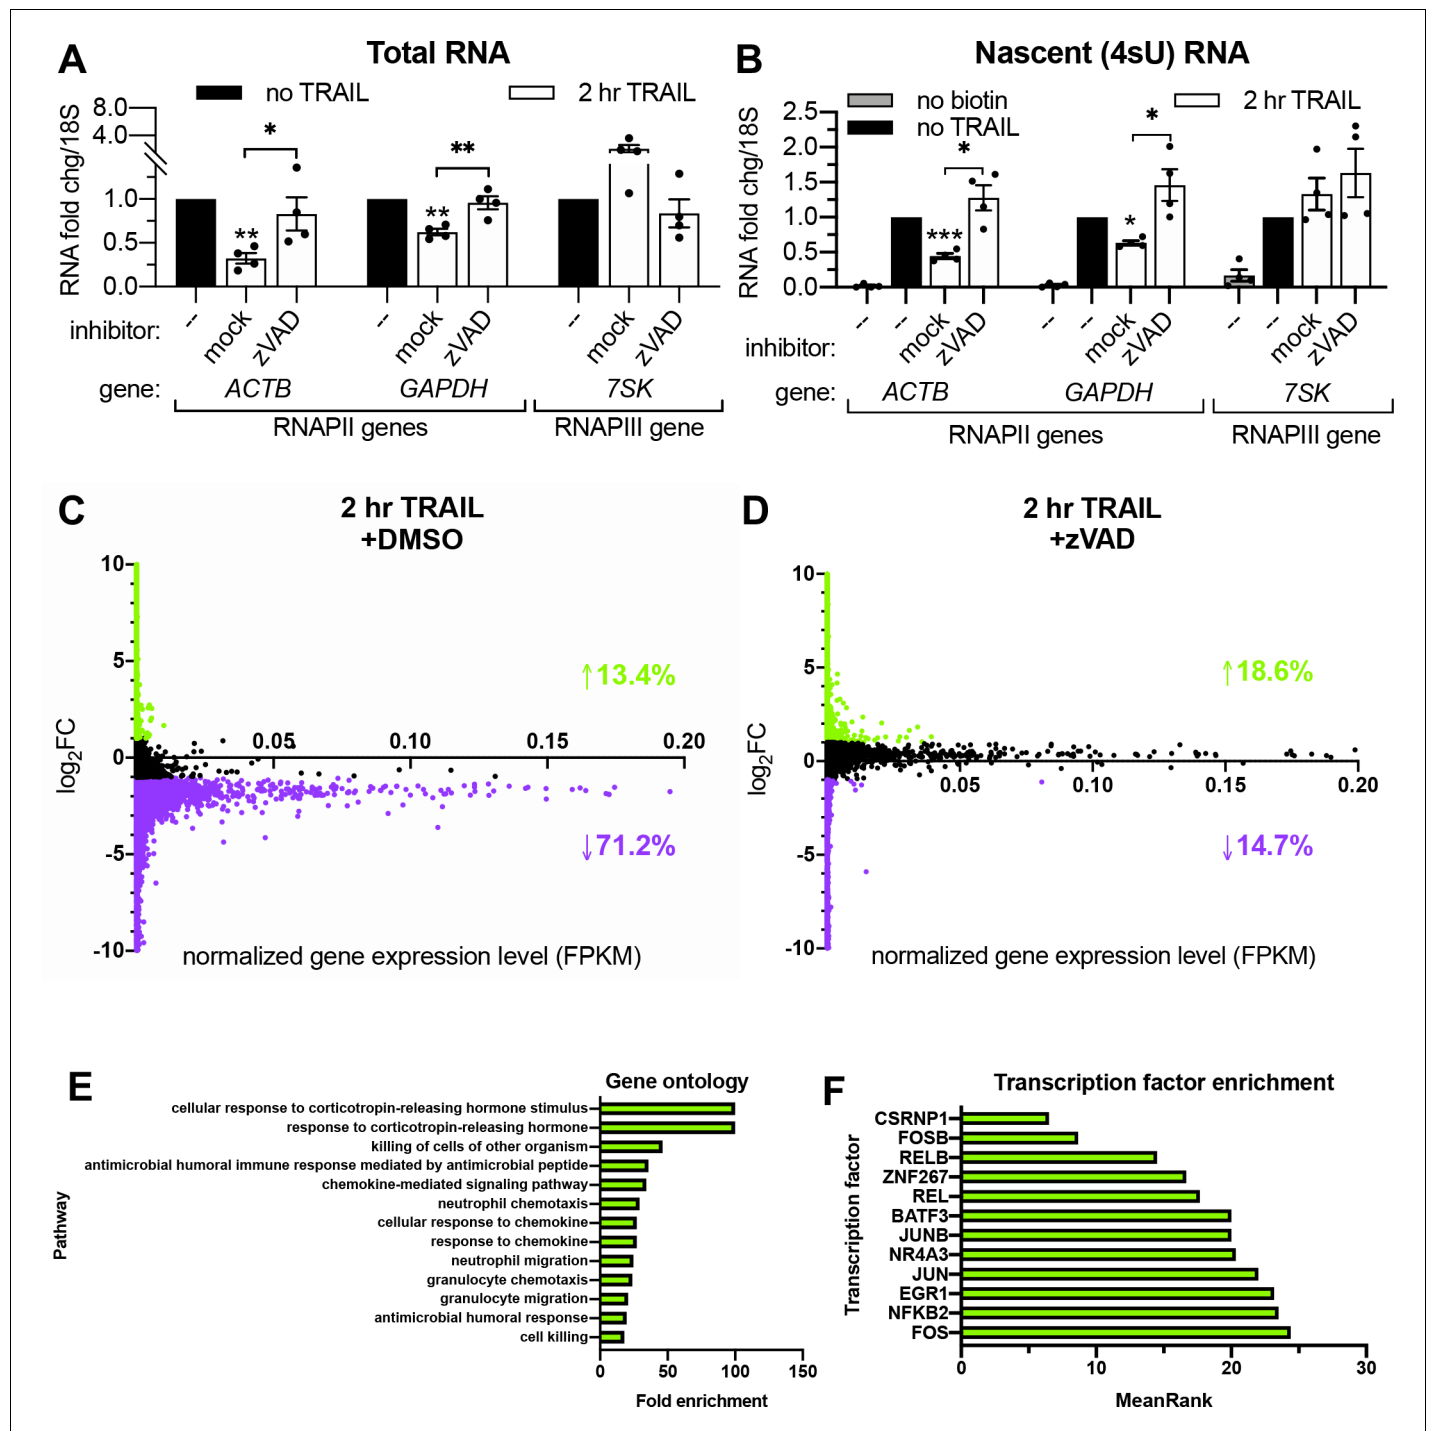 A
Total RNA
no TRAIL
2 hr TRAIL
RNA fold chg/18S
8.0
4.0
1.0
0.5
0.0
*
**
**
**
inhibitor:
-- mock zVAD -- mock zVAD -- mock zVAD
gene: ACTB GAPDH 7SK
RNAPII genes RNAPIII gene
B
Nascent (4sU) RNA
no biotin
no TRAIL
2 hr TRAIL
RNA fold chg/18S
2.5
2.0
1.5
1.0
0.5
0.0
*
*
***
*
inhibitor:
-- -- mock zVAD -- -- mock zVAD -- -- mock zVAD
gene: ACTB GAPDH 7SK
RNAPII genes RNAPIII gene
C
2 hr TRAIL
+DMSO
log2FC
10
5
0
-5
-10
0.05 0.10 0.15 0.20
↑13.4%
↓71.2%
normalized gene expression level (FPKM)
D
2 hr TRAIL
+zVAD
log2FC
10
5
0
-5
-10
0.05 0.10 0.15 0.20
↑18.6%
↓14.7%
normalized gene expression level (FPKM)
E
Gene ontology
Pathway
cellular response to corticotropin-releasing hormone stimulus
response to corticotropin-releasing hormone
killing of cells of other organism
antimicrobial humoral immune response mediated by antimicrobial peptide
chemokine-mediated signaling pathway
neutrophil chemotaxis
cellular response to chemokine
response to chemokine
neutrophil migration
granulocyte chemotaxis
granulocyte migration
antimicrobial humoral response
cell killing
0 50 100 150
Fold enrichment
F
Transcription factor enrichment
Transcription factor
CSRNP1
FOSB
RELB
ZNF267
REL
BATF3
JUNB
NR4A3
JUN
EGR1
NFKB2
FOS
0 10 20 30
MeanRank